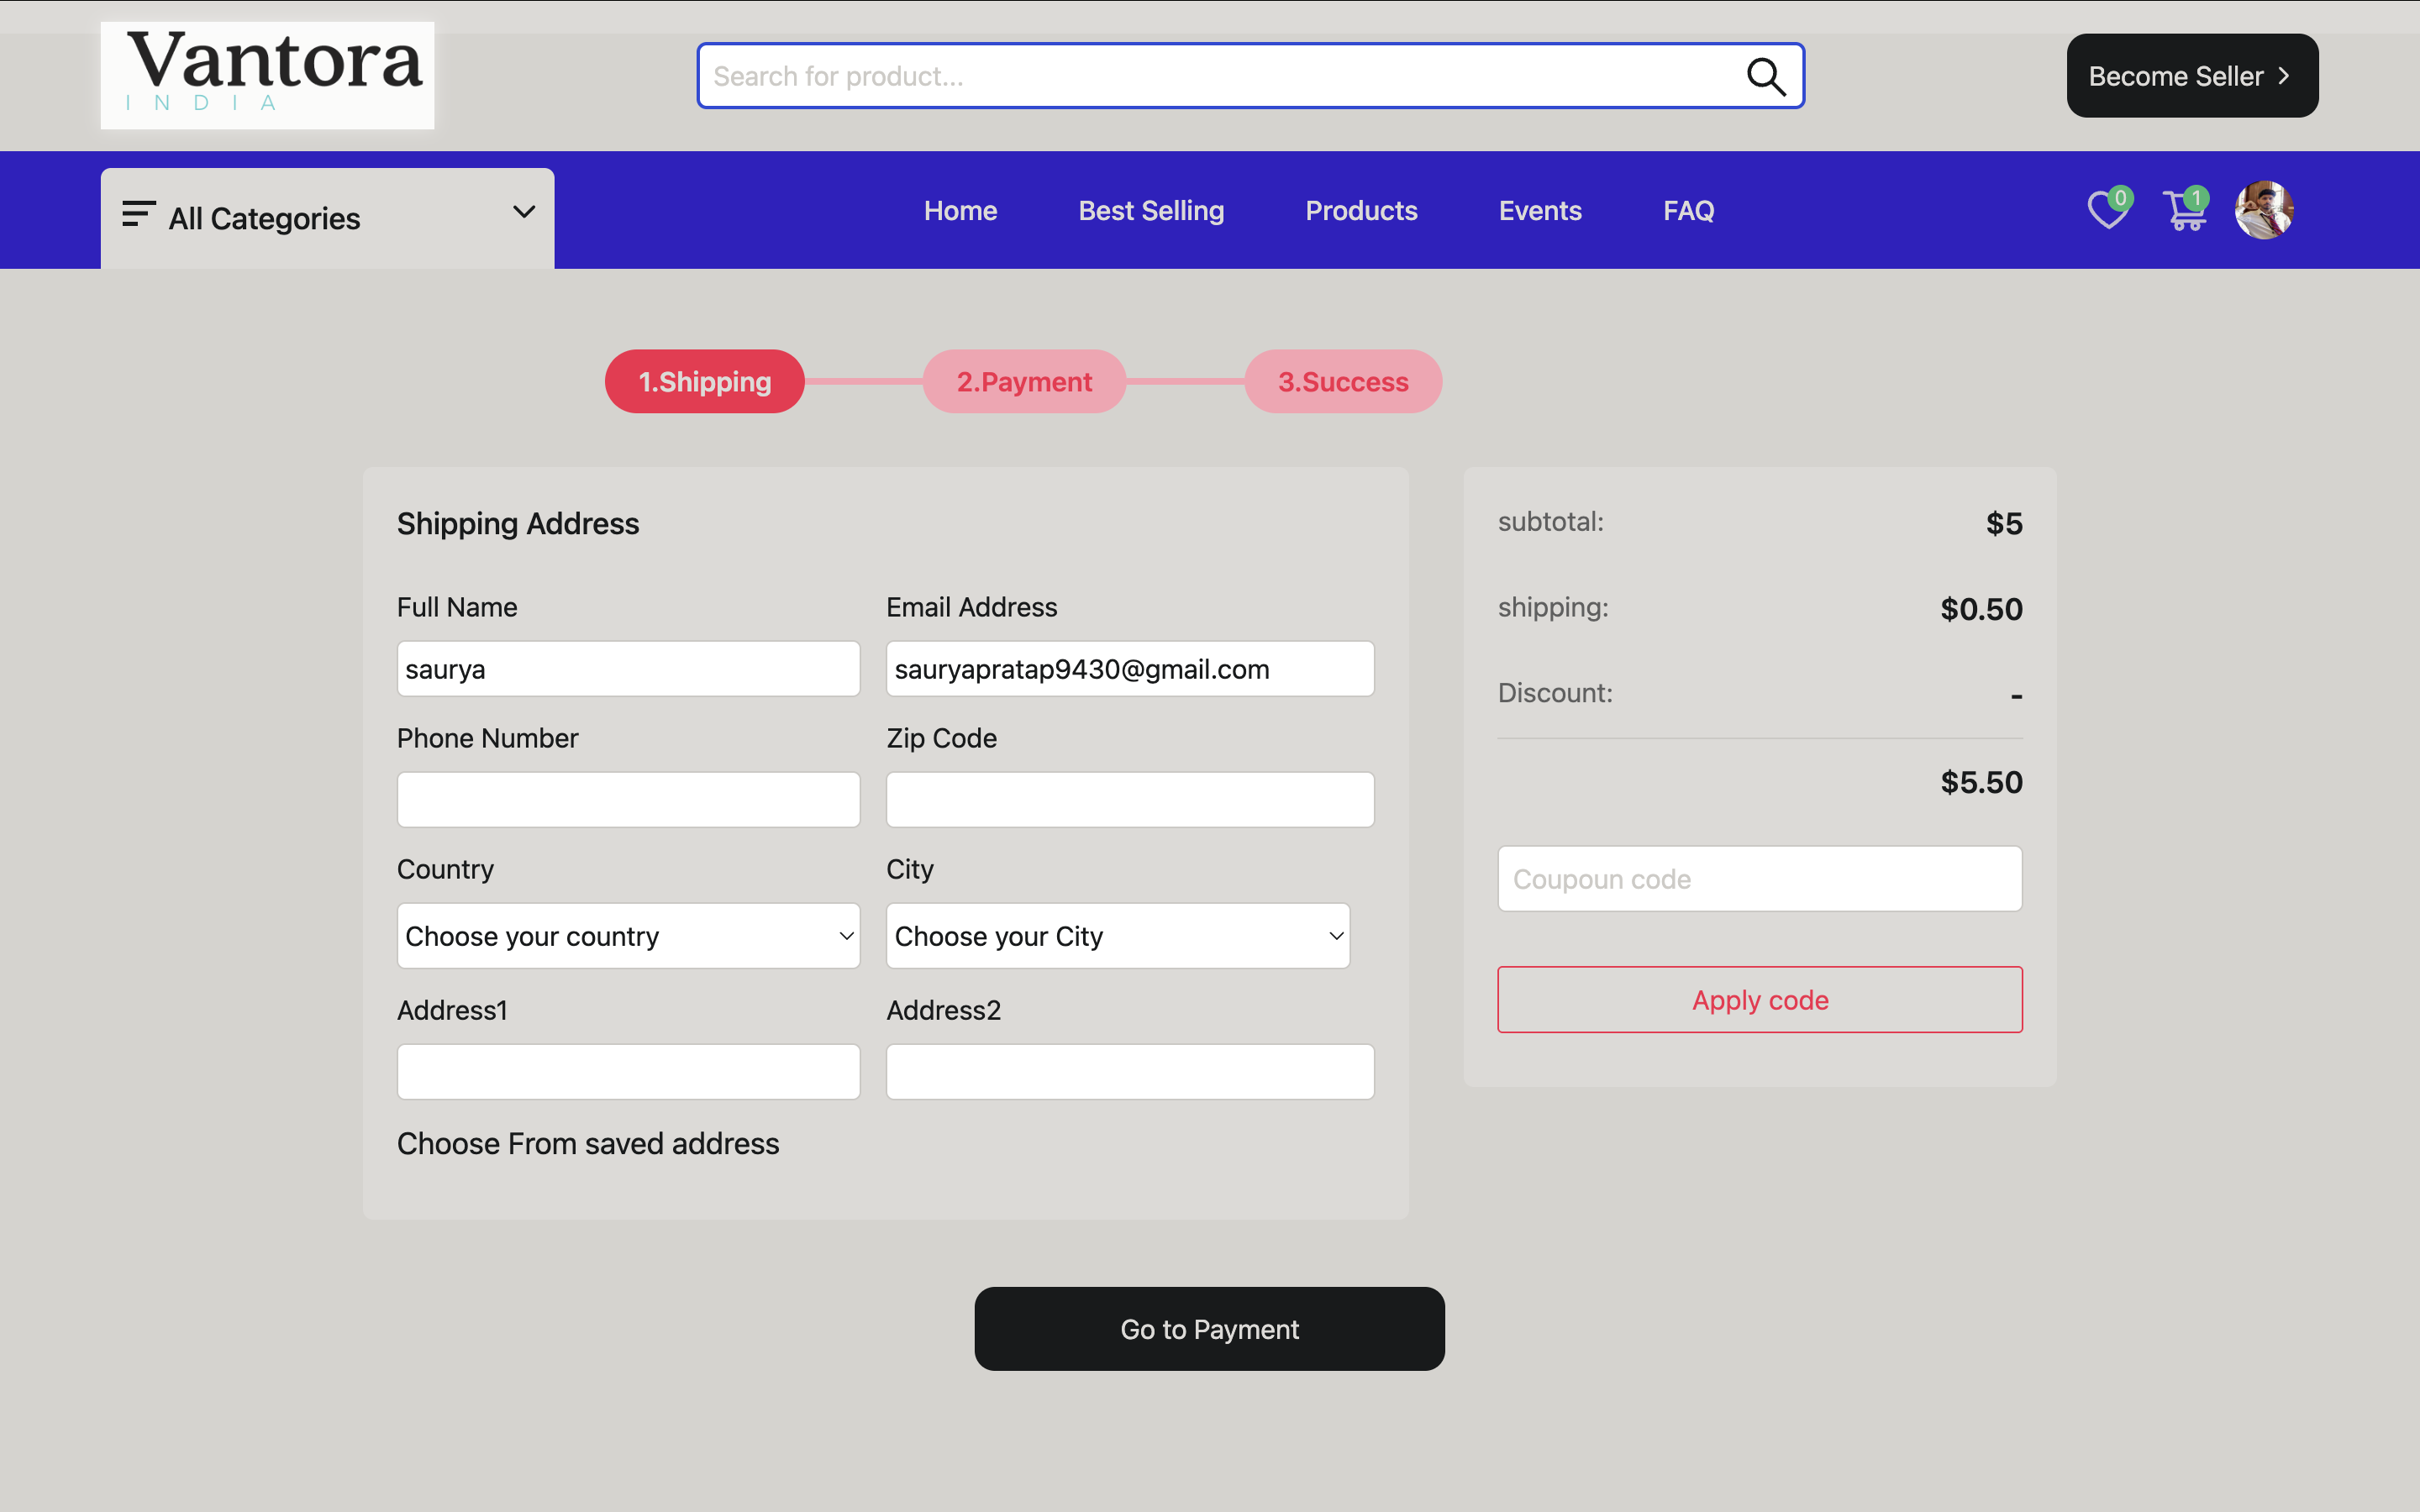 Vantora
INDIA
Search for product...
Become Seller
All Categories
Home Best Selling Products Events FAQ
0 1
1.Shipping 2.Payment 3.Success
Shipping Address
Full Name Email Address
saurya sauryapratap9430@gmail.com
Phone Number Zip Code
Country City
Choose your country Choose your City
Address1 Address2
Choose From saved address
subtotal: $5
shipping: $0.50
Discount: -
$5.50
Coupoun code
Apply code
Go to Payment